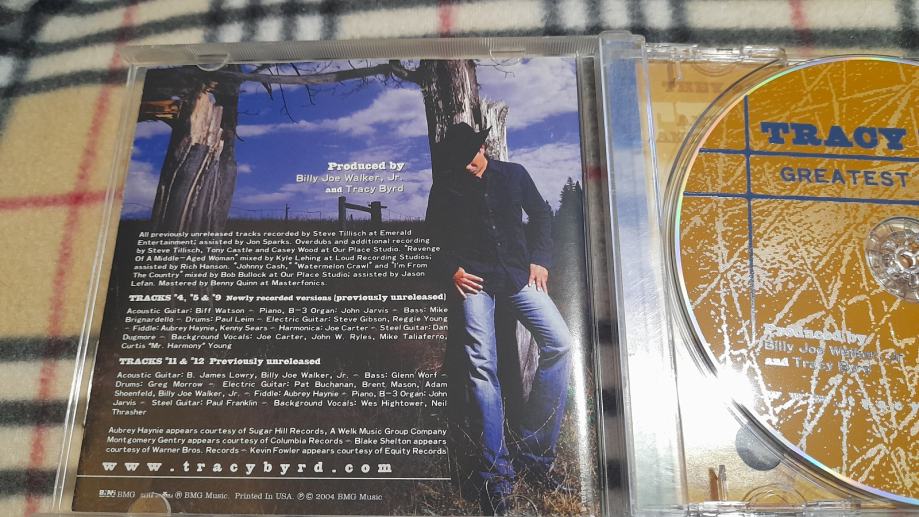 Produced by
Billy Joe Walker, Jr.
and Tracy Byrd
All previously unreleased tracks recorded by Steve Tillisch at Emerald
Entertainment; assisted by Jon Sparks. Overdubs and additional recording
by Steve Tillisch, Tony Castle and Casey Wood at Our Place Studio. "Revenge
Of A Middle-Aged Woman" mixed by Kyle Lehing at Loud Recording Studios;
assisted by Rich Hanson. "Johnny Cash," "Watermelon Crawl" and "I'm From
The Country" mixed by Bob Bullock at Our Place Studio; assisted by Jason
Lefan. Mastered by Benny Quinn at Masterfonics.
TRACKS #4, #5 & #9 Newly recorded versions (previously unreleased)
Acoustic Guitar: Biff Watson - Piano, B-3 Organ: John Jarvis - Bass: Mike
Brignardello - Drums: Paul Leim - Electric Guitar: Steve Gibson, Reggie Young
- Fiddle: Aubrey Haynie, Kenny Sears - Harmonica: Joe Carter - Steel Guitar: Dan
Dugmore - Background Vocals: Joe Carter, John W. Ryles, Mike Taliaferro,
Curtis "Mr. Harmony" Young
TRACKS #11 & #12 Previously unreleased
Acoustic Guitar: B. James Lowry, Billy Joe Walker, Jr. - Bass: Glenn Worf -
Drums: Greg Morrow - Electric Guitar: Pat Buchanan, Brent Mason, Adam
Shoenfeld, Billy Joe Walker, Jr. - Fiddle: Aubrey Haynie - Piano, B-3 Organ: John
Jarvis - Steel Guitar: Paul Franklin - Background Vocals: Wes Hightower, Neil
Thrasher
Aubrey Haynie appears courtesy of Sugar Hill Records, A Welk Music Group Company
Montgomery Gentry appears courtesy of Columbia Records - Blake Shelton appears
courtesy of Warner Bros. Records - Kevin Fowler appears courtesy of Equity Records
www.tracybyrd.com
BMG ® BMG Music. Printed in USA. ℗ © 2004 BMG Music
TRACY
GREATEST
Produced by
Billy Joe Walker, Jr.
and Tracy Byrd